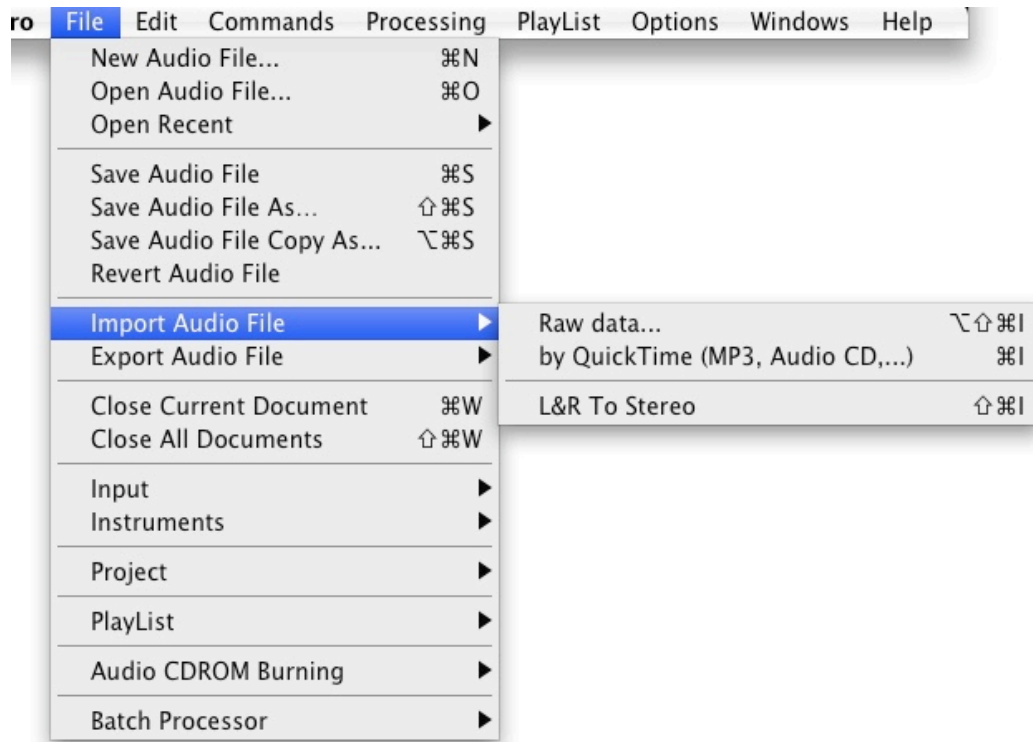 ro File Edit Commands Processing PlayList Options Windows Help
New Audio File... ⌘N
Open Audio File... ⌘O
Open Recent
Save Audio File ⌘S
Save Audio File As... ⇧⌘S
Save Audio File Copy As... ⌥⌘S
Revert Audio File
Import Audio File
Export Audio File
Close Current Document ⌘W
Close All Documents ⇧⌘W
Input
Instruments
Project
PlayList
Audio CDROM Burning
Batch Processor
Raw data... ⌥⇧⌘I
by QuickTime (MP3, Audio CD,...) ⌘I
L&R To Stereo ⇧⌘I